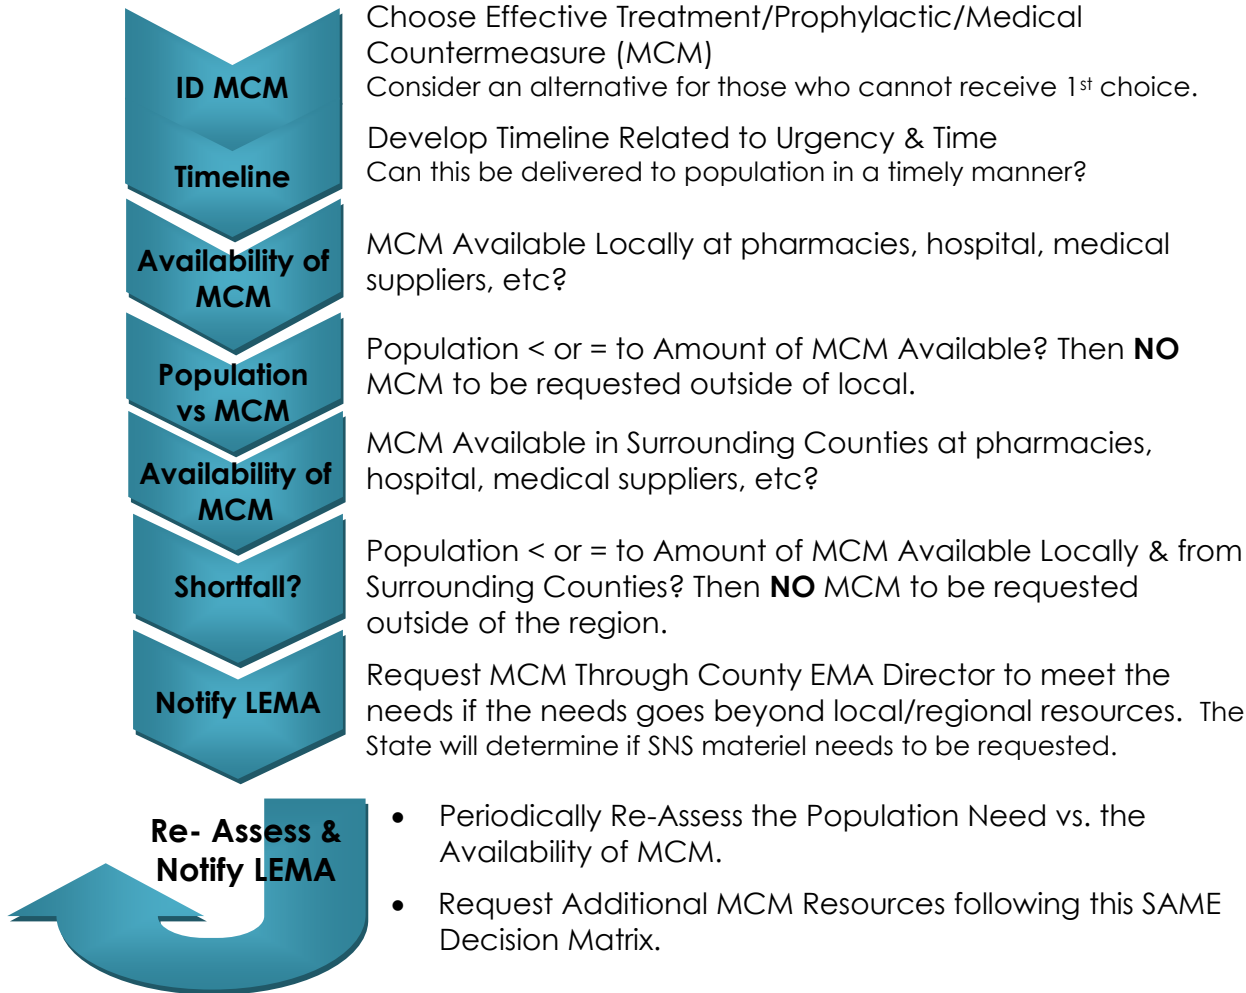 Choose Effective Treatment/Prophylactic/Medical
Countermeasure (MCM)
ID MCM
Consider an alternative for those who cannot receive 1st choice.
Develop Timeline Related to Urgency & Time
Timeline
Can this be delivered to population in a timely manner?
Availability of
MCM
MCM Available Locally at pharmacies, hospital, medical
suppliers, etc?
Population
vs MCM
Population < or = to Amount of MCM Available? Then NO
MCM to be requested outside of local.
Availability of
MCM
MCM Available in Surrounding Counties at pharmacies,
hospital, medical suppliers, etc?
Shortfall?
Population < or = to Amount of MCM Available Locally & from
Surrounding Counties? Then NO MCM to be requested
outside of the region.
Notify LEMA
Request MCM Through County EMA Director to meet the
needs if the needs goes beyond local/regional resources. The
State will determine if SNS materiel needs to be requested.
Re- Assess &
Notify LEMA
• Periodically Re-Assess the Population Need vs. the
Availability of MCM.
• Request Additional MCM Resources following this SAME
Decision Matrix.